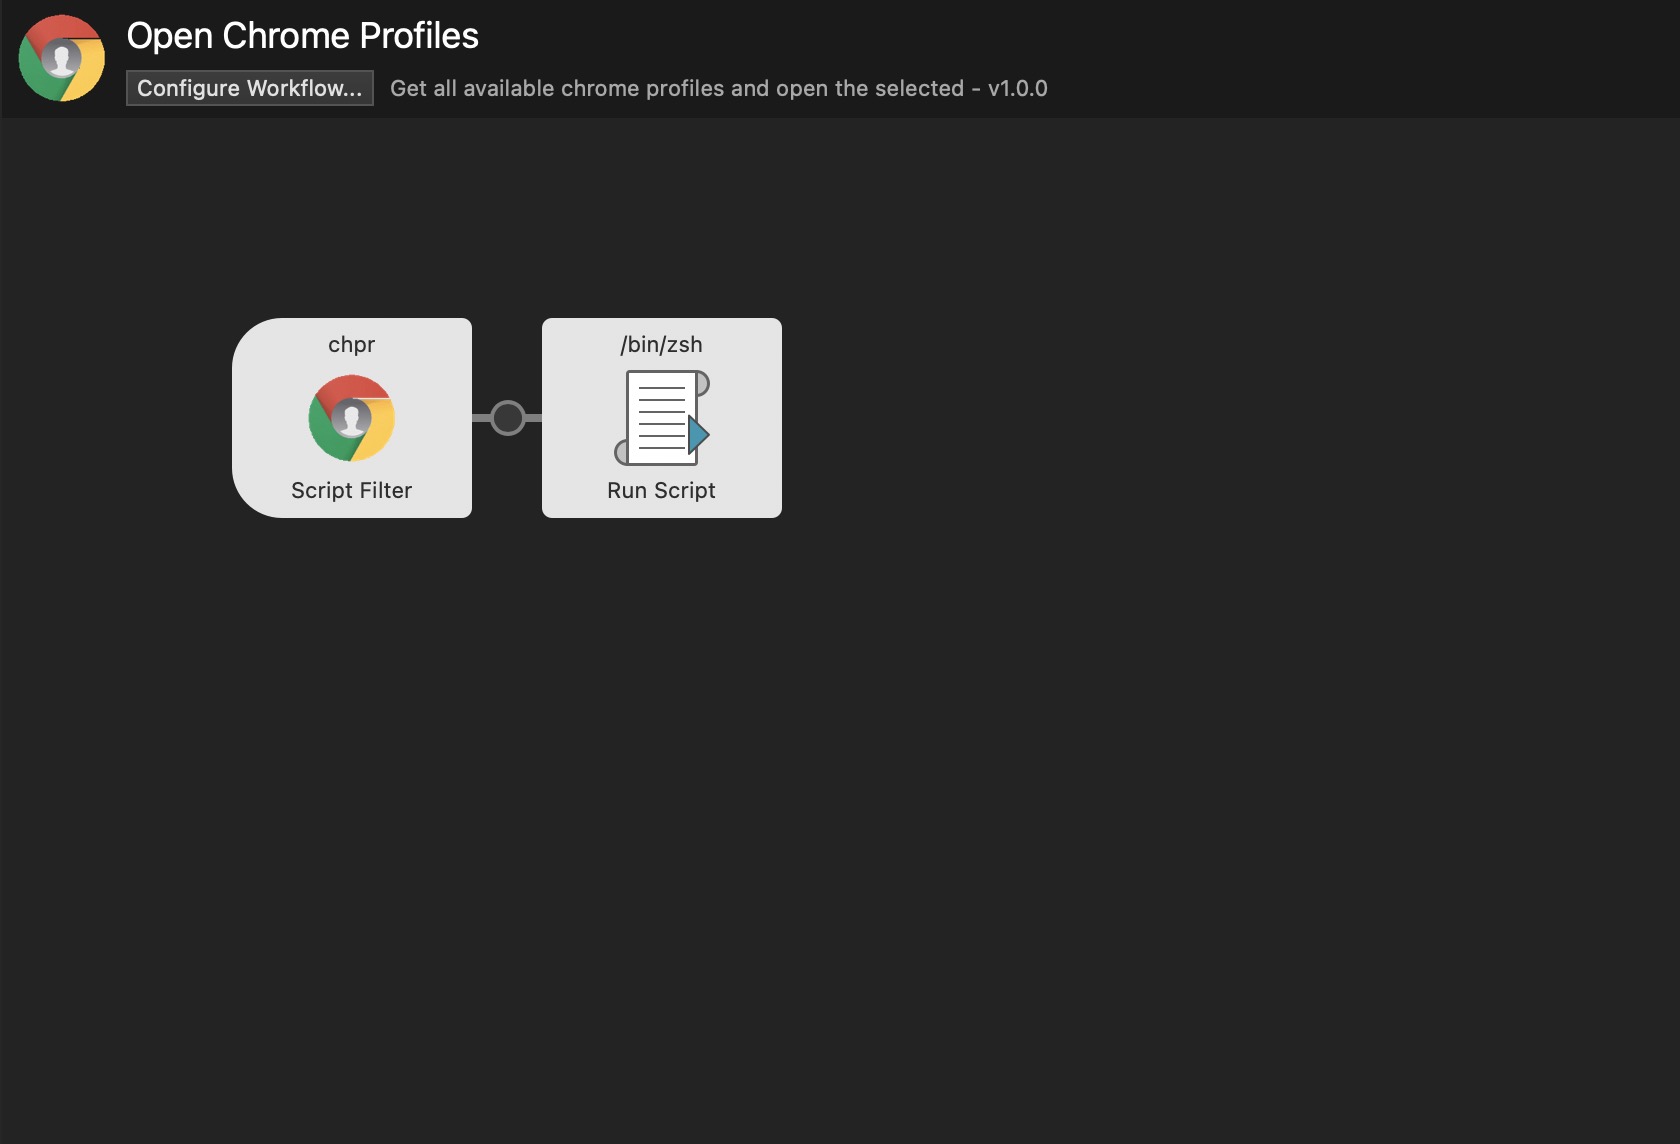 Open Chrome Profiles
Configure Workflow... Get all available chrome profiles and open the selected - v1.0.0
chpr
Script Filter
/bin/zsh
Run Script